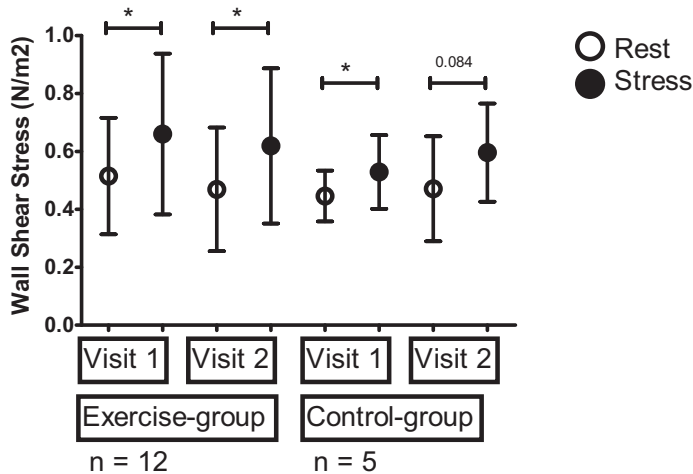 * * * 0.084
Wall Shear Stress (N/m2)
1.0
0.8
0.6
0.4
0.2
0.0
Rest
Stress
Visit 1 Visit 2 Visit 1 Visit 2
Exercise-group Control-group
n = 12 n = 5